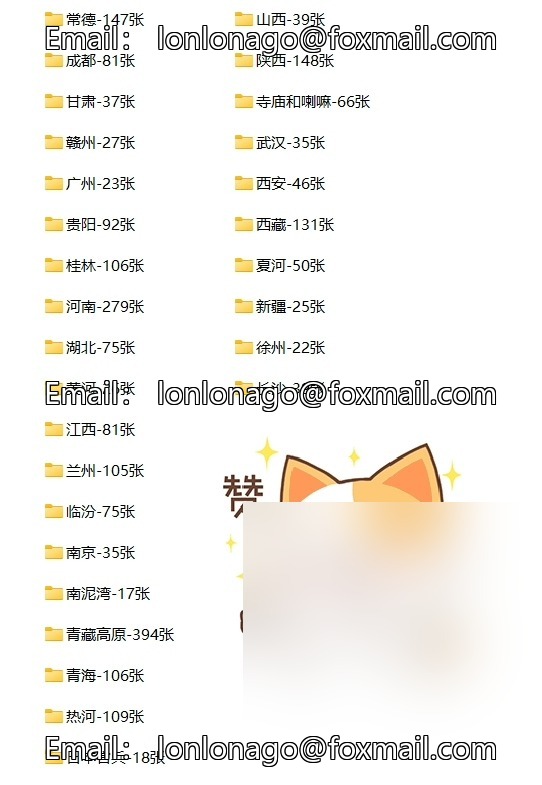 常德-147张
山西-39张
Email： lonlonago@foxmail.com
成都-81张
陕西-148张
甘肃-37张
寺庙和喇嘛-66张
赣州-27张
武汉-35张
广州-23张
西安-46张
贵阳-92张
西藏-131张
桂林-106张
夏河-50张
河南-279张
新疆-25张
湖北-75张
徐州-22张
Email： lonlonago@foxmail.com
江西-81张
兰州-105张
赞
临汾-75张
南京-35张
南泥湾-17张
青藏高原-394张
青海-106张
热河-109张
Email： lonlonago@foxmail.com
-18张